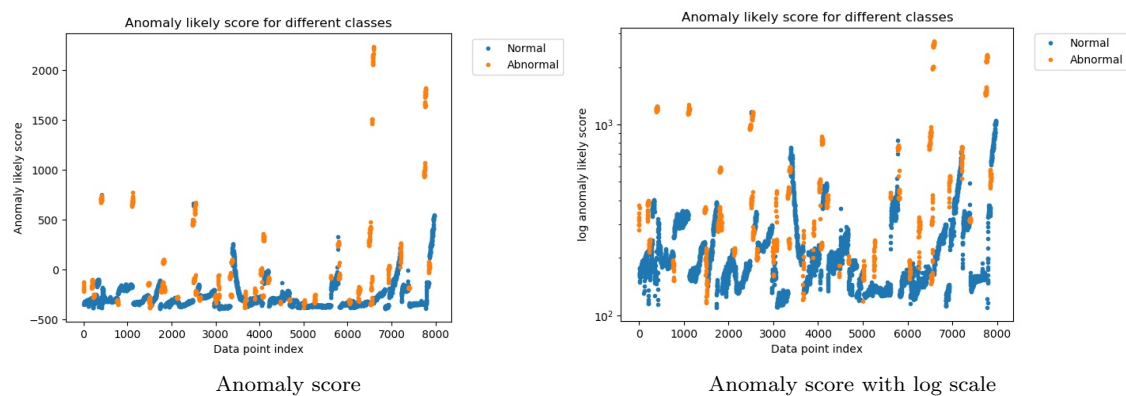 Anomaly likely score for different classes
2000
1500
1000
500
0
−500
Anomaly likely score
0 1000 2000 3000 4000 5000 6000 7000 8000
Data point index
Normal
Abnormal
Anomaly score
Anomaly likely score for different classes
10³
10²
log anomaly likely score
0 1000 2000 3000 4000 5000 6000 7000 8000
Data point index
Normal
Abnormal
Anomaly score with log scale